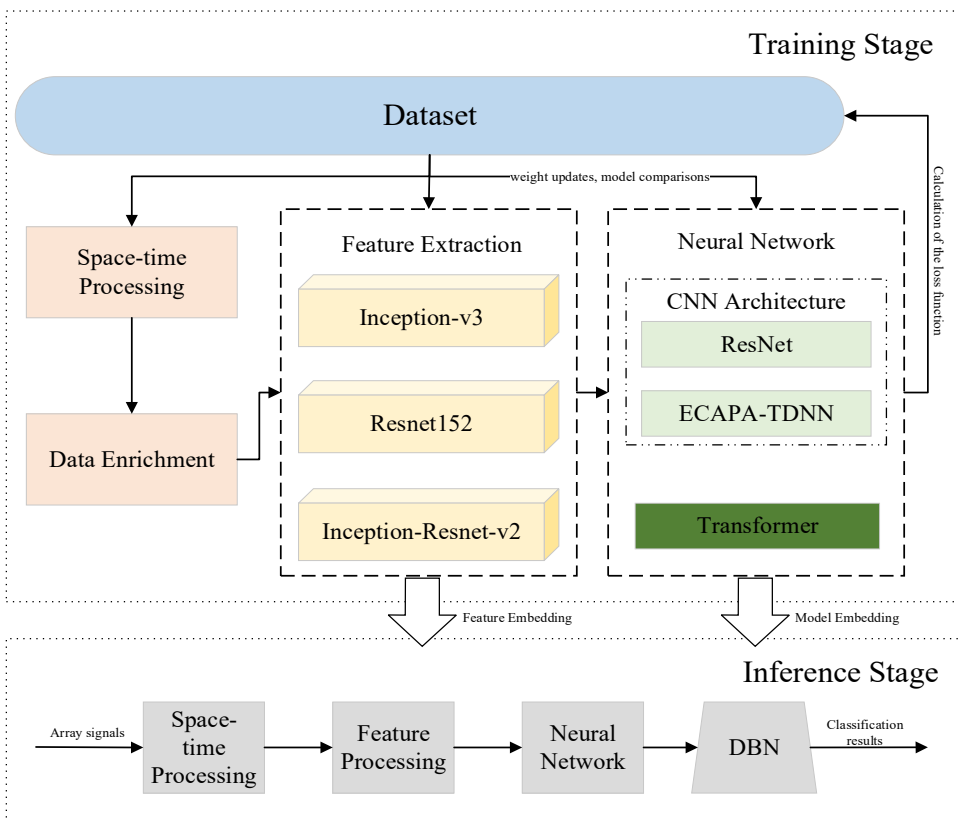 Training Stage
Dataset
weight updates, model comparisons
Calculation of the loss
function
Space-time
Processing
Data Enrichment
Feature Extraction
Inception-v3
Resnet152
Inception-Resnet-v2
Neural Network
CNN Architecture
ResNet
ECAPA-TDNN
Transformer
Feature Embedding
Model Embedding
Inference Stage
Array signals
Space-
time
Processing
Feature
Processing
Neural
Network
DBN
Classification
results